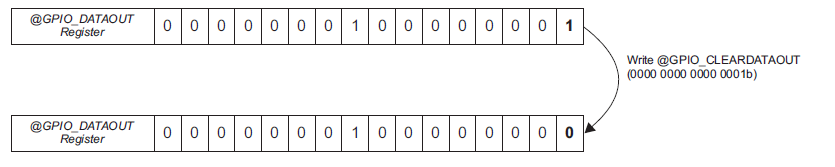 @GPIO_DATAOUT
Register
0 0 0 0 0 0 0 1 0 0 0 0 0 0 0 1
Write @GPIO_CLEARDATAOUT
(0000 0000 0000 0001b)
@GPIO_DATAOUT
Register
0 0 0 0 0 0 0 1 0 0 0 0 0 0 0 0